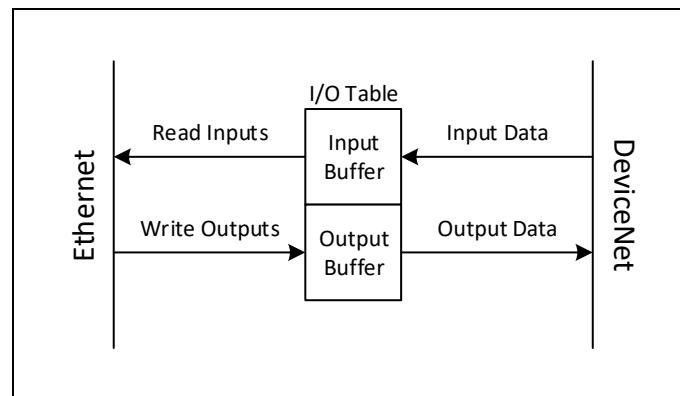 I/O Table
Read Inputs
Input
Buffer
Input Data
Ethernet
DeviceNet
Write Outputs
Output
Buffer
Output Data